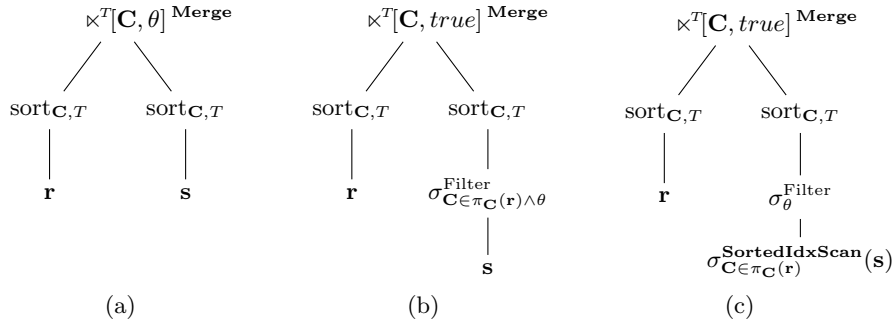 ⋉ᵀ[C, θ] Merge ⋉ᵀ[C, true] Merge ⋉ᵀ[C, true] Merge
sort_C,T sort_C,T sort_C,T sort_C,T sort_C,T sort_C,T
r s r σ^Filter_C∈π_C(r)∧θ r σ^Filter_θ
s σ^SortedIdxScan_C∈π_C(r)(s)
(a) (b) (c)